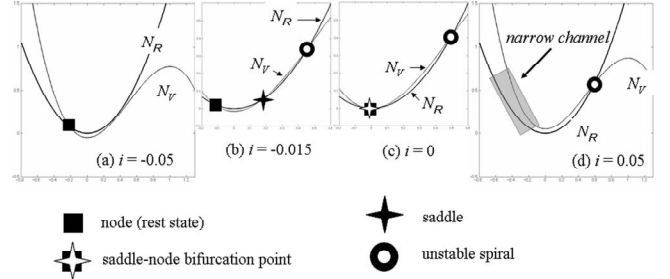 N_R
N_V
(a) i = -0.05
N_R
N_V
(b) i = -0.015
N_V
N_R
(c) i = 0
narrow channel
N_V
N_R
(d) i = 0.05
node (rest state)
saddle
saddle-node bifurcation point
unstable spiral